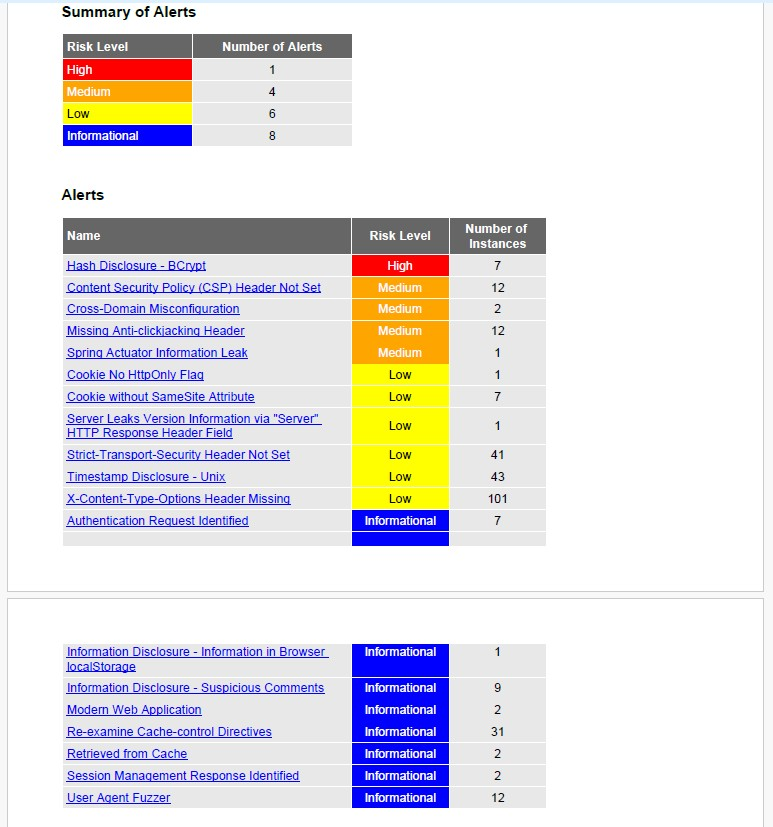 Summary of Alerts
Risk Level Number of Alerts
High 1
Medium 4
Low 6
Informational 8
Alerts
Name Risk Level Number of
Instances
Hash Disclosure - BCrypt High 7
Content Security Policy (CSP) Header Not Set Medium 12
Cross-Domain Misconfiguration Medium 2
Missing Anti-clickjacking Header Medium 12
Spring Actuator Information Leak Medium 1
Cookie No HttpOnly Flag Low 1
Cookie without SameSite Attribute Low 7
Server Leaks Version Information via "Server"
HTTP Response Header Field Low 1
Strict-Transport-Security Header Not Set Low 41
Timestamp Disclosure - Unix Low 43
X-Content-Type-Options Header Missing Low 101
Authentication Request Identified Informational 7
Information Disclosure - Information in Browser Informational 1
localStorage
Information Disclosure - Suspicious Comments Informational 9
Modern Web Application Informational 2
Re-examine Cache-control Directives Informational 31
Retrieved from Cache Informational 2
Session Management Response Identified Informational 2
User Agent Fuzzer Informational 12